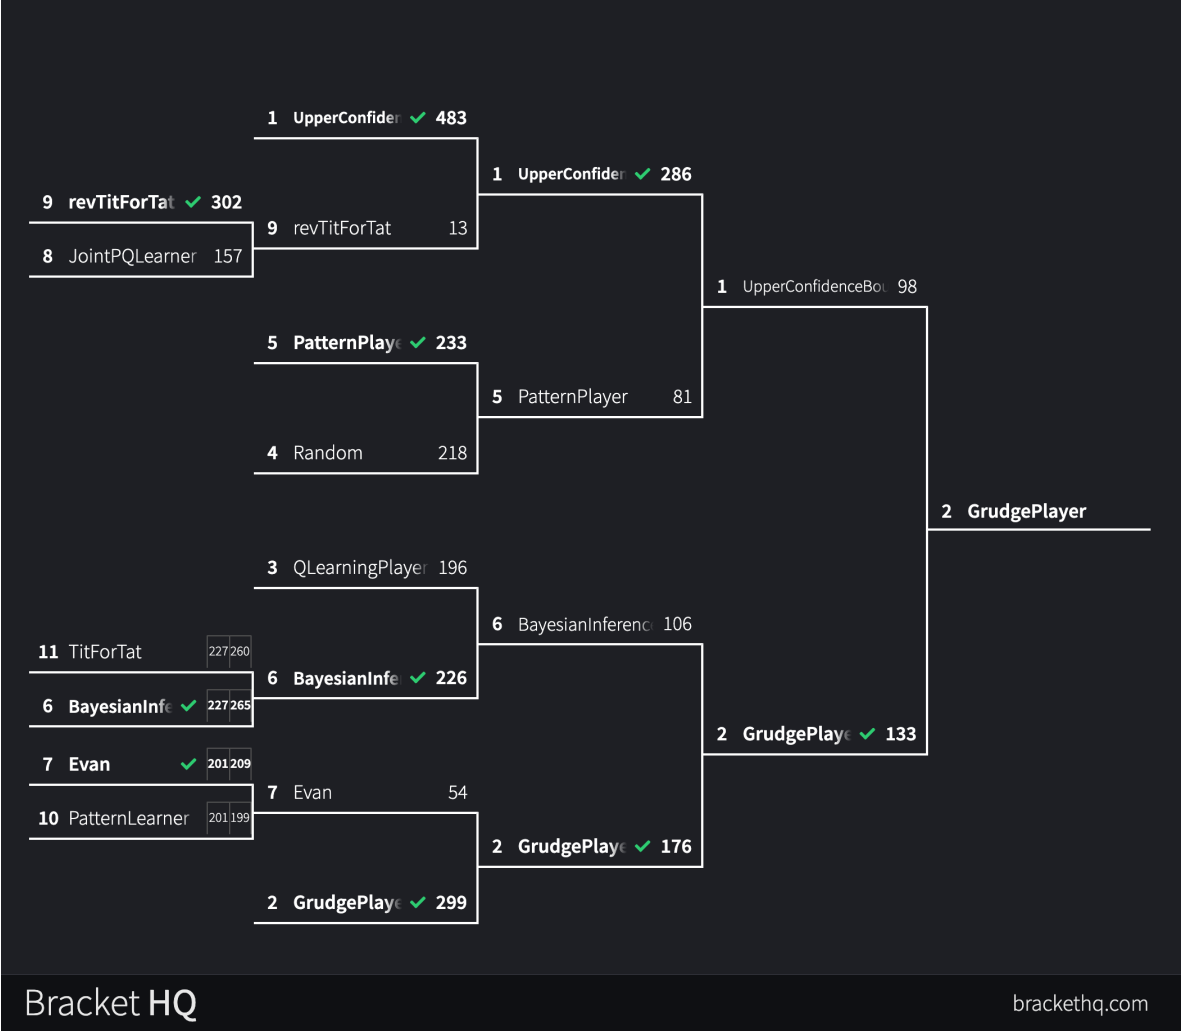 1 UpperConfiden 483
9 revTitForTat 302
8 JointPQLearner 157
9 revTitForTat 13
1 UpperConfiden 286
5 PatternPlaye 233
4 Random 218
5 PatternPlayer 81
1 UpperConfidenceBou 98
3 QLearningPlayer 196
11 TitForTat 227 260
6 BayesianInfe 227 265
6 BayesianInfe 226
6 BayesianInference 106
7 Evan 201 209
10 PatternLearner 201 199
7 Evan 54
2 GrudgePlaye 299
2 GrudgePlaye 176
2 GrudgePlaye 133
2 GrudgePlayer
Bracket HQ
brackethq.com